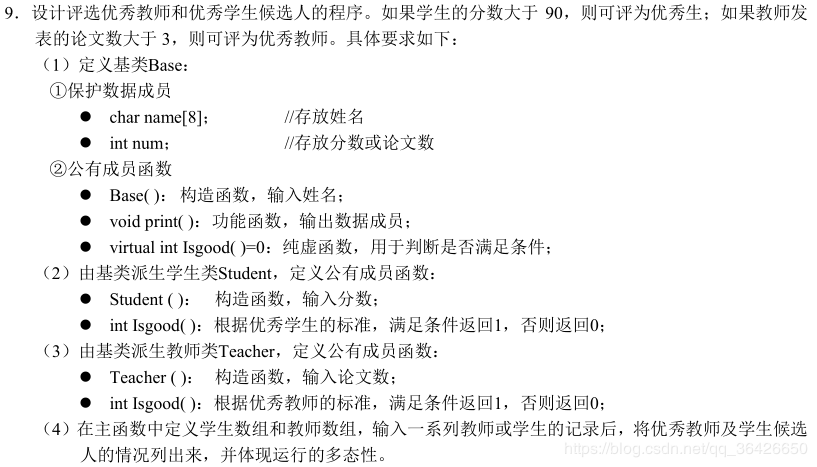 9．设计评选优秀教师和优秀学生候选人的程序。如果学生的分数大于 90，则可评为优秀生；如果教师发
表的论文数大于 3，则可评为优秀教师。具体要求如下：
（1）定义基类Base：
①保护数据成员
● char name[8]； //存放姓名
● int num； //存放分数或论文数
②公有成员函数
● Base( )：构造函数，输入姓名；
● void print( )：功能函数，输出数据成员；
● virtual int Isgood( )=0：纯虚函数，用于判断是否满足条件；
（2）由基类派生学生类Student，定义公有成员函数：
● Student ( )： 构造函数，输入分数；
● int Isgood( )：根据优秀学生的标准，满足条件返回1，否则返回0；
（3）由基类派生教师类Teacher，定义公有成员函数：
● Teacher ( )： 构造函数，输入论文数；
● int Isgood( )：根据优秀教师的标准，满足条件返回1，否则返回0；
（4）在主函数中定义学生数组和教师数组，输入一系列教师或学生的记录后，将优秀教师及学生候选
人的情况列出来，并体现运行的多态性。
https://blog.csdn.net/qq_36426650